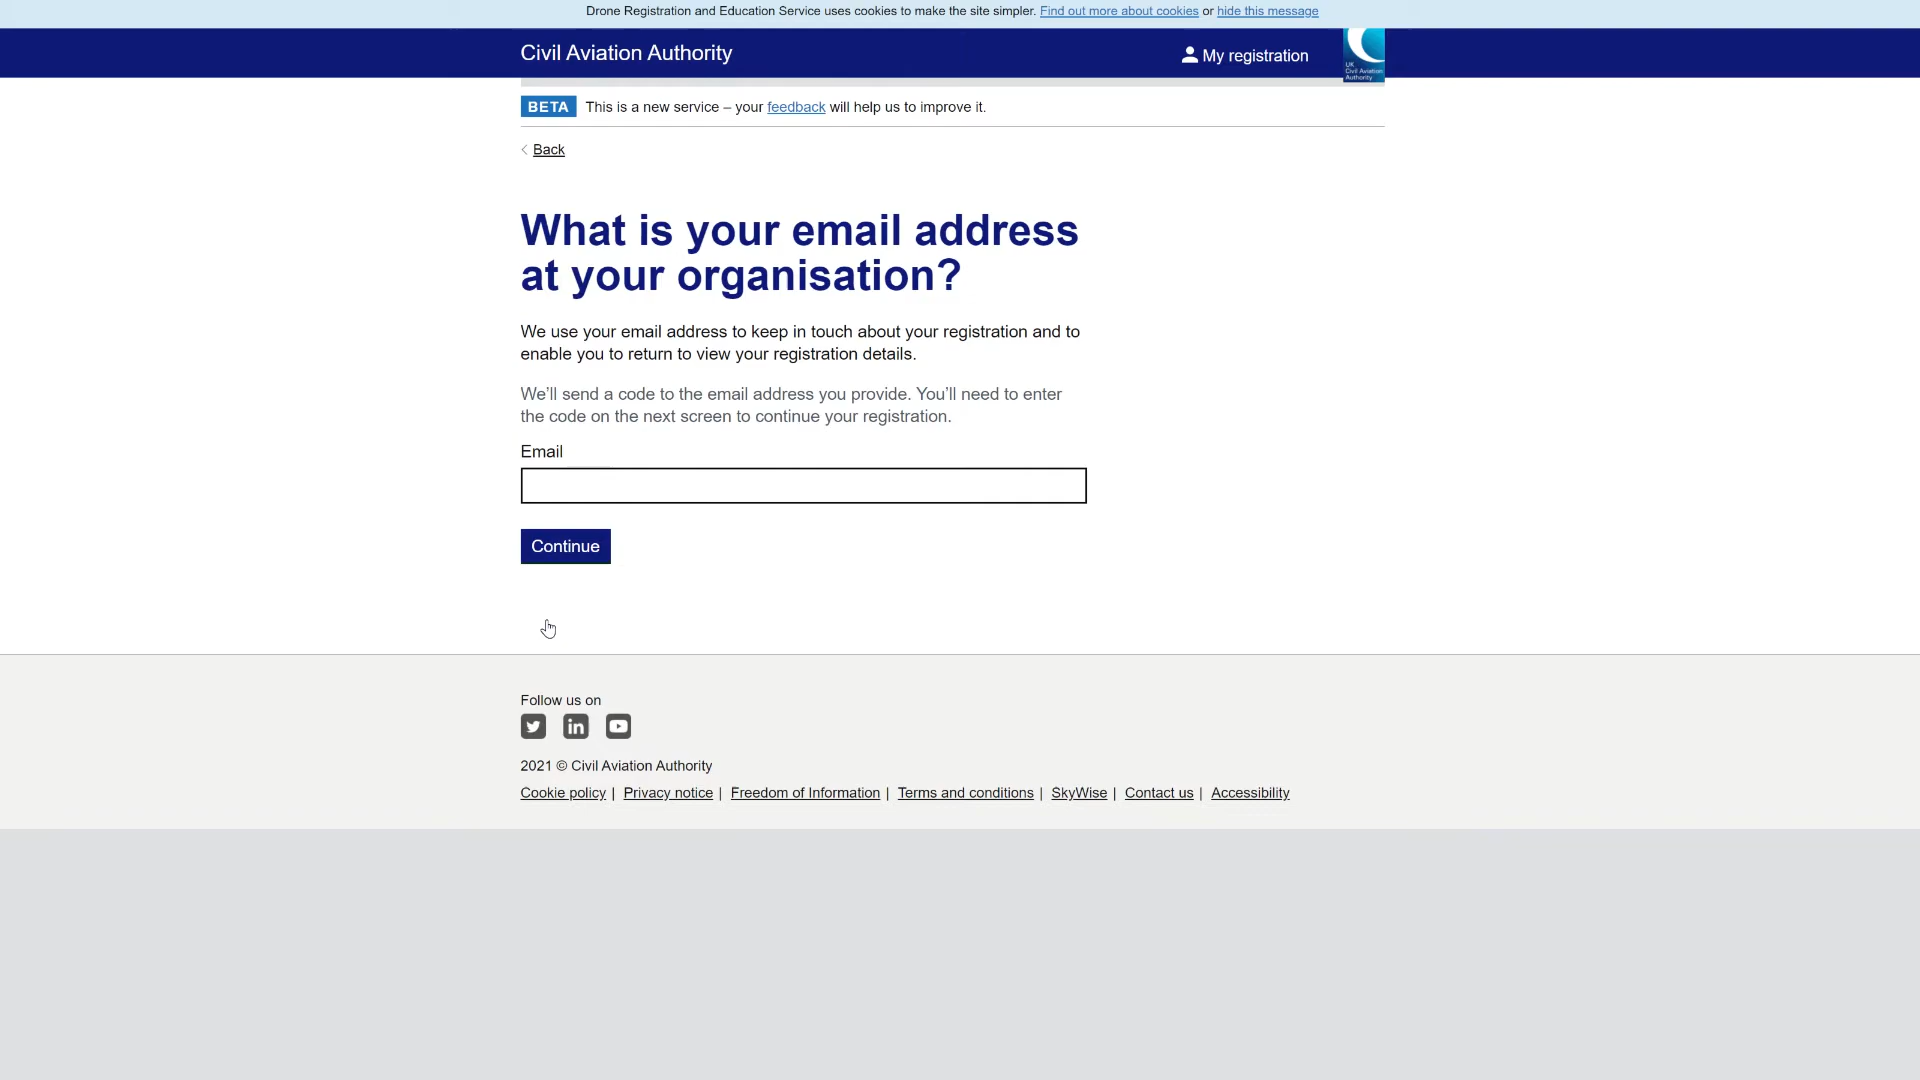 Drone Registration and Education Service uses cookies to make the site simpler. Find out more about cookies or hide this message
Civil Aviation Authority
My registration
UK
Civil Aviation
Authority
BETA This is a new service – your feedback will help us to improve it.
Back
What is your email address
at your organisation?
We use your email address to keep in touch about your registration and to
enable you to return to view your registration details.
We’ll send a code to the email address you provide. You’ll need to enter
the code on the next screen to continue your registration.
Email
Continue
Follow us on
in
2021 © Civil Aviation Authority
Cookie policy | Privacy notice | Freedom of Information | Terms and conditions | SkyWise | Contact us | Accessibility